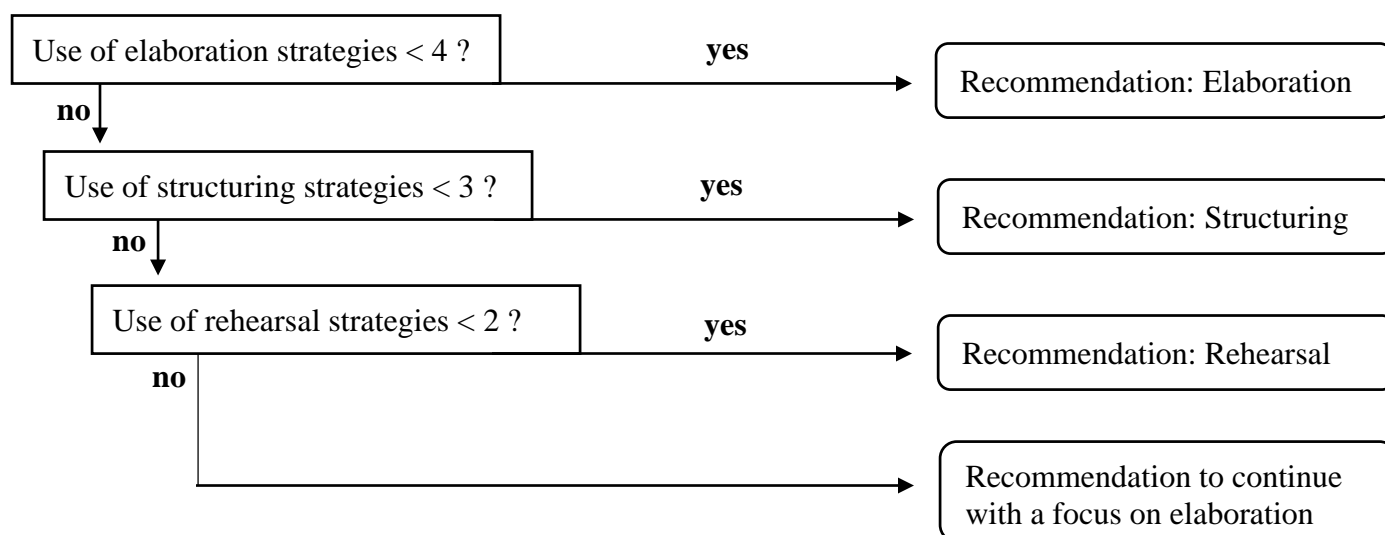 Use of elaboration strategies < 4 ?
yes
Recommendation: Elaboration
no
Use of structuring strategies < 3 ?
yes
Recommendation: Structuring
no
Use of rehearsal strategies < 2 ?
yes
Recommendation: Rehearsal
no
Recommendation to continue
with a focus on elaboration